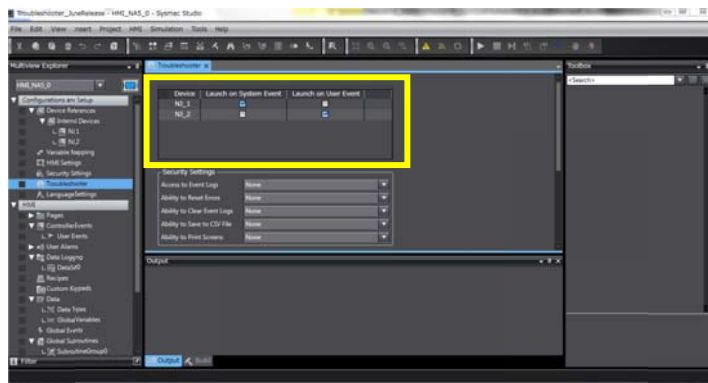 Troubleshooter_JuneRelease - HMI_NA5_0 - Sysmac Studio
File Edit View Insert Project HMI Simulation Tools Help
Multiview Explorer
HMI_NA5_0
Configurations and Setup
Device References
Internal Devices
NJ_1
NJ_2
Variable Mapping
HMI Settings
Security Settings
Troubleshooter
Language Settings
HMI
Pages
Controller Events
User Events
User Alarms
Data Logging
DataSet0
Recipes
Custom Keypads
Data
Data Types
Global Variables
Global Events
Global Subroutines
SubroutineGroup0
Filter
Troubleshooter
Device Launch on System Event Launch on User Event
NJ_1
NJ_2
Security Settings
Access to Event Logs None
Ability to Reset Errors None
Ability to Clear Event Logs None
Ability to Save to CSV File None
Ability to Print Screens None
Output
Output Build
Toolbox
<Search>